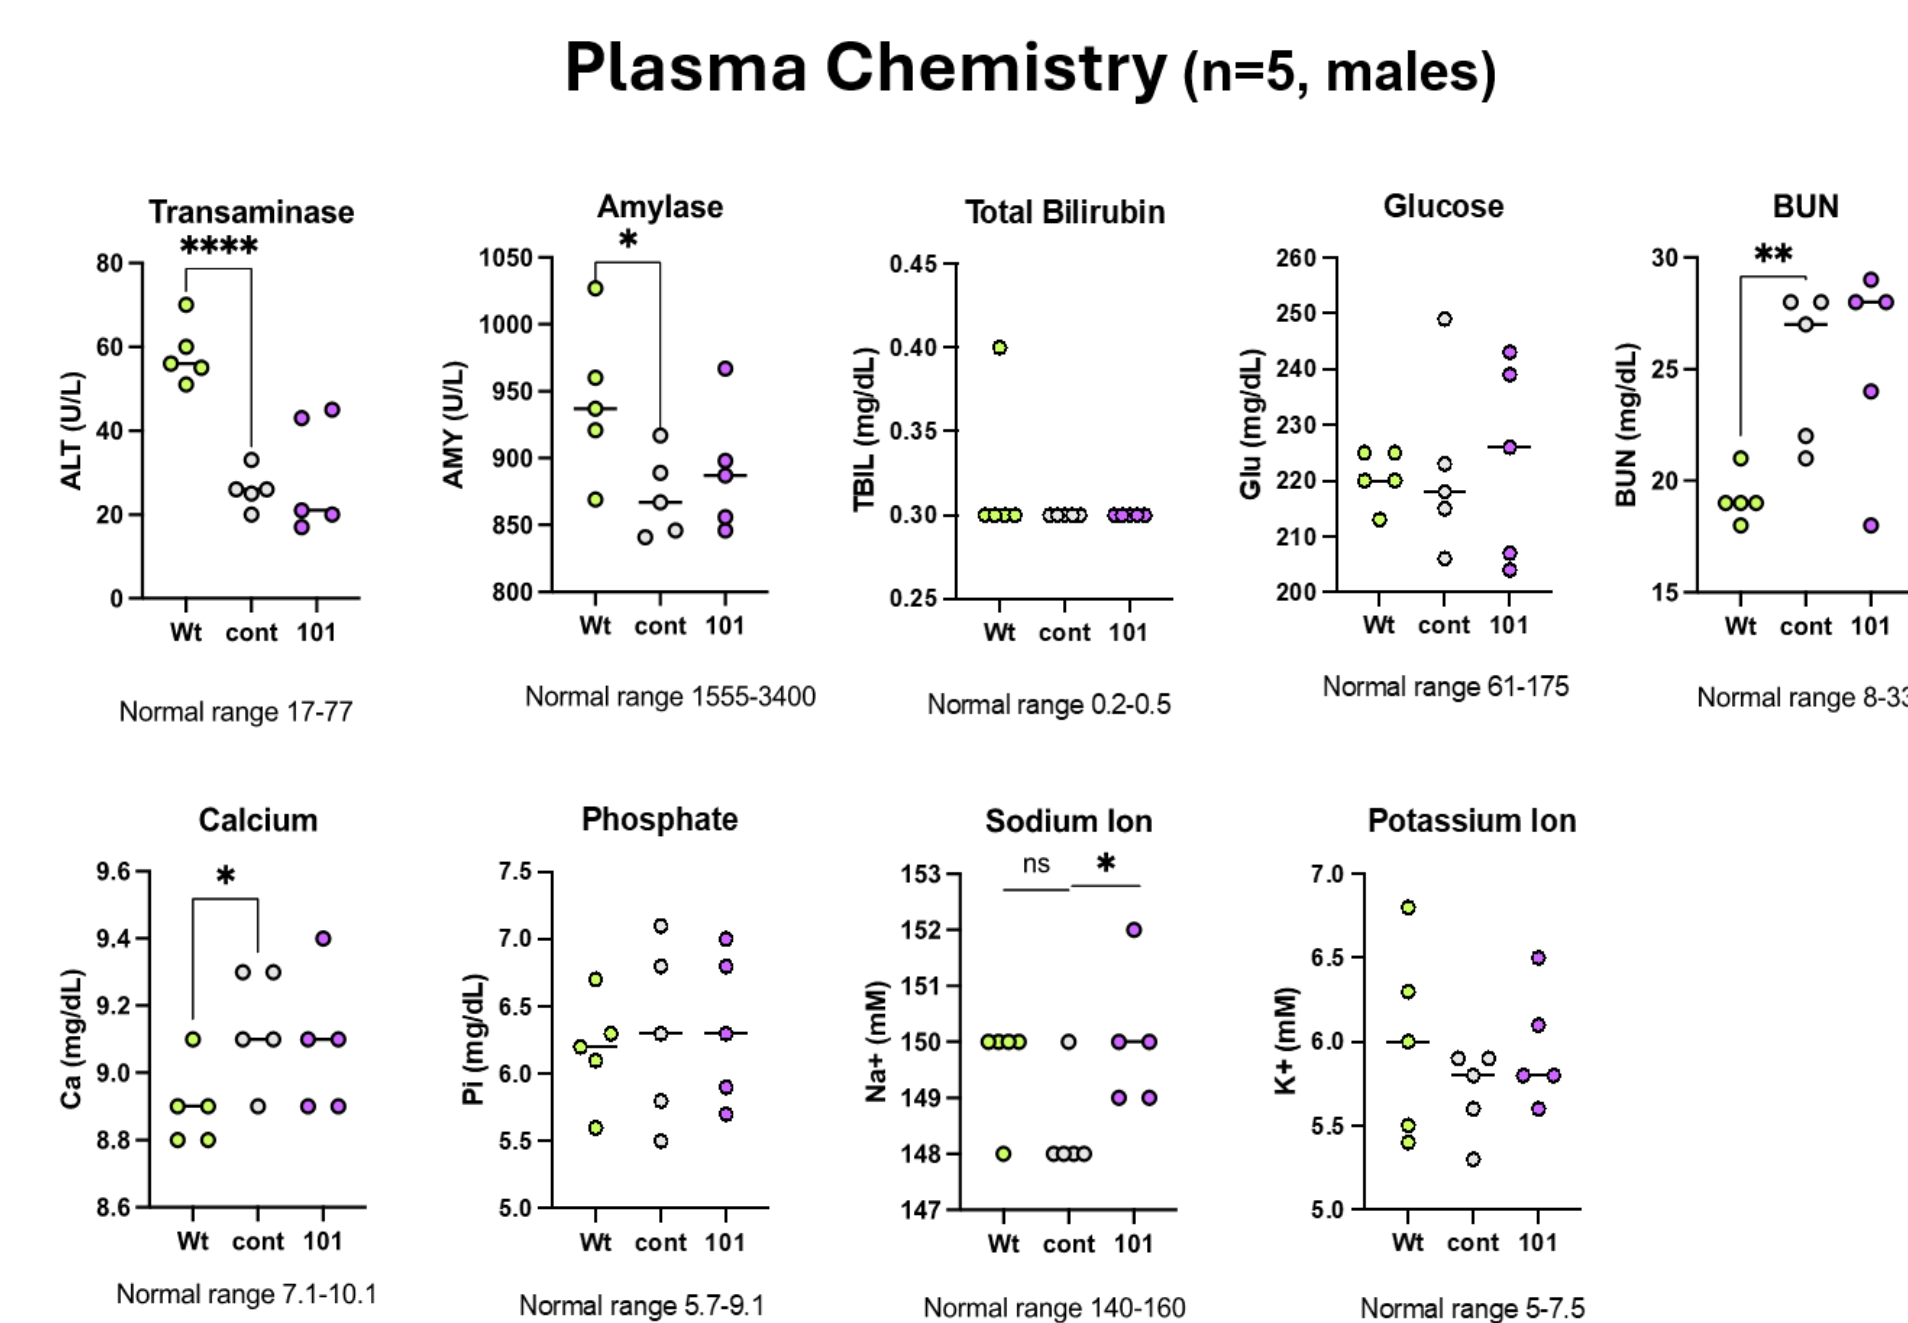 Plasma Chemistry (n=5, males)
Transaminase
****
ALT (U/L)
80
60
40
20
0
Wt cont 101
Normal range 17-77
Amylase
*
AMY (U/L)
1050
1000
950
900
850
800
Wt cont 101
Normal range 1555-3400
Total Bilirubin
TBIL (mg/dL)
0.45
0.40
0.35
0.30
0.25
Wt cont 101
Normal range 0.2-0.5
Glucose
Glu (mg/dL)
260
250
240
230
220
210
200
Wt cont 101
Normal range 61-175
BUN
**
BUN (mg/dL)
30
25
20
15
Wt cont 101
Normal range 8-33
Calcium
*
Ca (mg/dL)
9.6
9.4
9.2
9.0
8.8
8.6
Wt cont 101
Normal range 7.1-10.1
Phosphate
Pi (mg/dL)
7.5
7.0
6.5
6.0
5.5
5.0
Wt cont 101
Normal range 5.7-9.1
Sodium Ion
ns *
Na+ (mM)
153
152
151
150
149
148
147
Wt cont 101
Normal range 140-160
Potassium Ion
K+ (mM)
7.0
6.5
6.0
5.5
5.0
Wt cont 101
Normal range 5-7.5